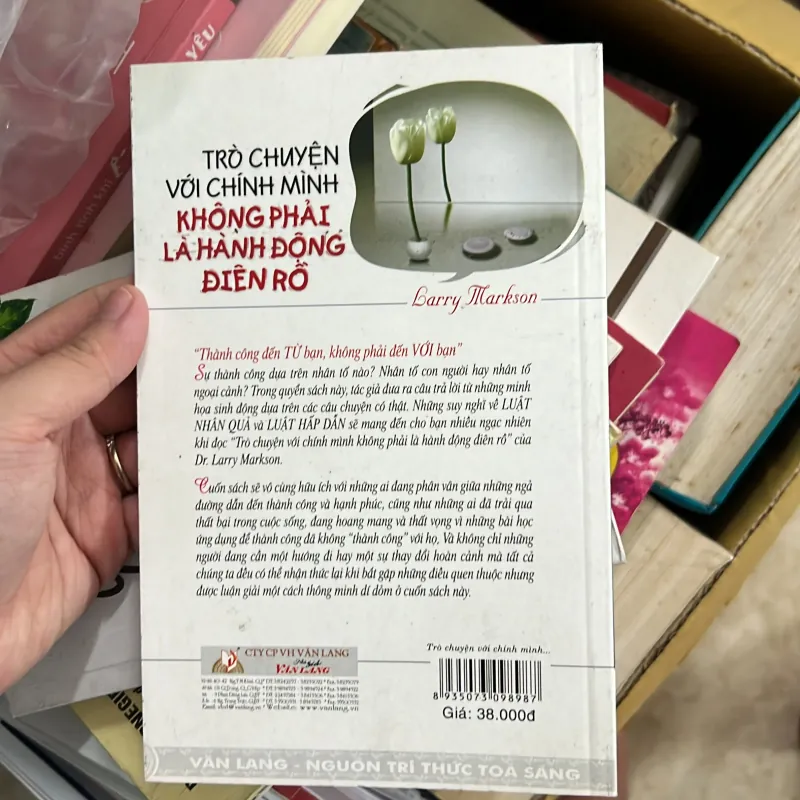 YÊU
TRÒ CHUYỆN
VỚI CHÍNH MÌNH
KHÔNG PHẢI
LÀ HÀNH ĐỘNG
ĐIÊN RỒ
Larry Markson
"Thành công đến TỪ bạn, không phải đến VỚI bạn"
Sự thành công dựa trên nhân tố nào? Nhân tố con người hay nhân tố
ngoại cảnh? Trong quyển sách này, tác giả đưa ra câu trả lời từ những minh
họa sinh động dựa trên các câu chuyện có thật. Những suy nghĩ về LUẬT
NHÂN QUẢ và LUẬT HẤP DẪN sẽ mang đến cho bạn nhiều ngạc nhiên
khi đọc "Trò chuyện với chính mình không phải là hành động điên rồ" của
Dr. Larry Markson.
Cuốn sách sẽ vô cùng hữu ích với những ai đang phân vân giữa những ngả
đường dẫn đến thành công và hạnh phúc, cũng như những ai đã trải qua
thất bại trong cuộc sống, đang hoang mang và thất vọng vì những bài học
ứng dụng để thành công đã không "thành công" với họ, Và không chỉ những
người đang cần một hướng đi hay một sự thay đổi hoàn cảnh mà tất cả
chúng ta đều có thể nhận thức lại khi bắt gặp những điều quen thuộc nhưng
được luận giải một cách thông minh dí dỏm ở cuốn sách này.
CTY CP VH VĂN LANG
Nhà sách
VĂN LANG
www.vanlang.vn
Trò chuyện với chính mình...
8 935073 098987
Giá: 38.000đ
VĂN LANG - NGUỒN TRI THỨC TOẢ SÁNG